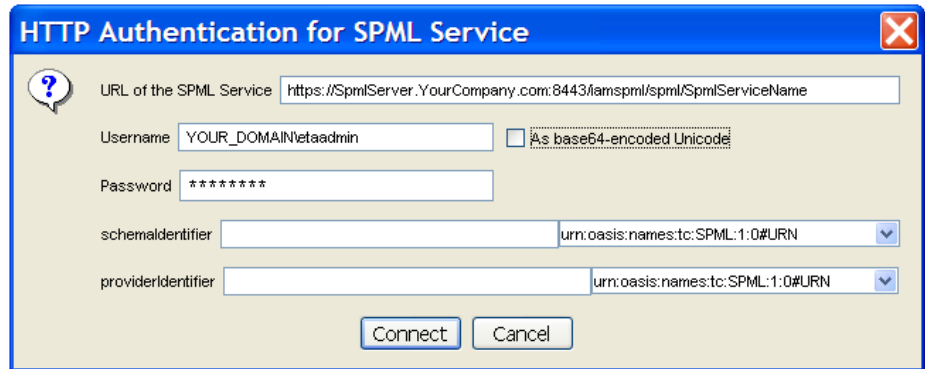 HTTP Authentication for SPML Service
URL of the SPML Service https://SpmlServer.YourCompany.com:8443/iamspml/spml/SpmlServiceName
Username YOUR_DOMAIN\etaadmin As base64-encoded Unicode
Password ********
schemaIdentifier urn:oasis:names:tc:SPML:1:0#URN
providerIdentifier urn:oasis:names:tc:SPML:1:0#URN
Connect Cancel